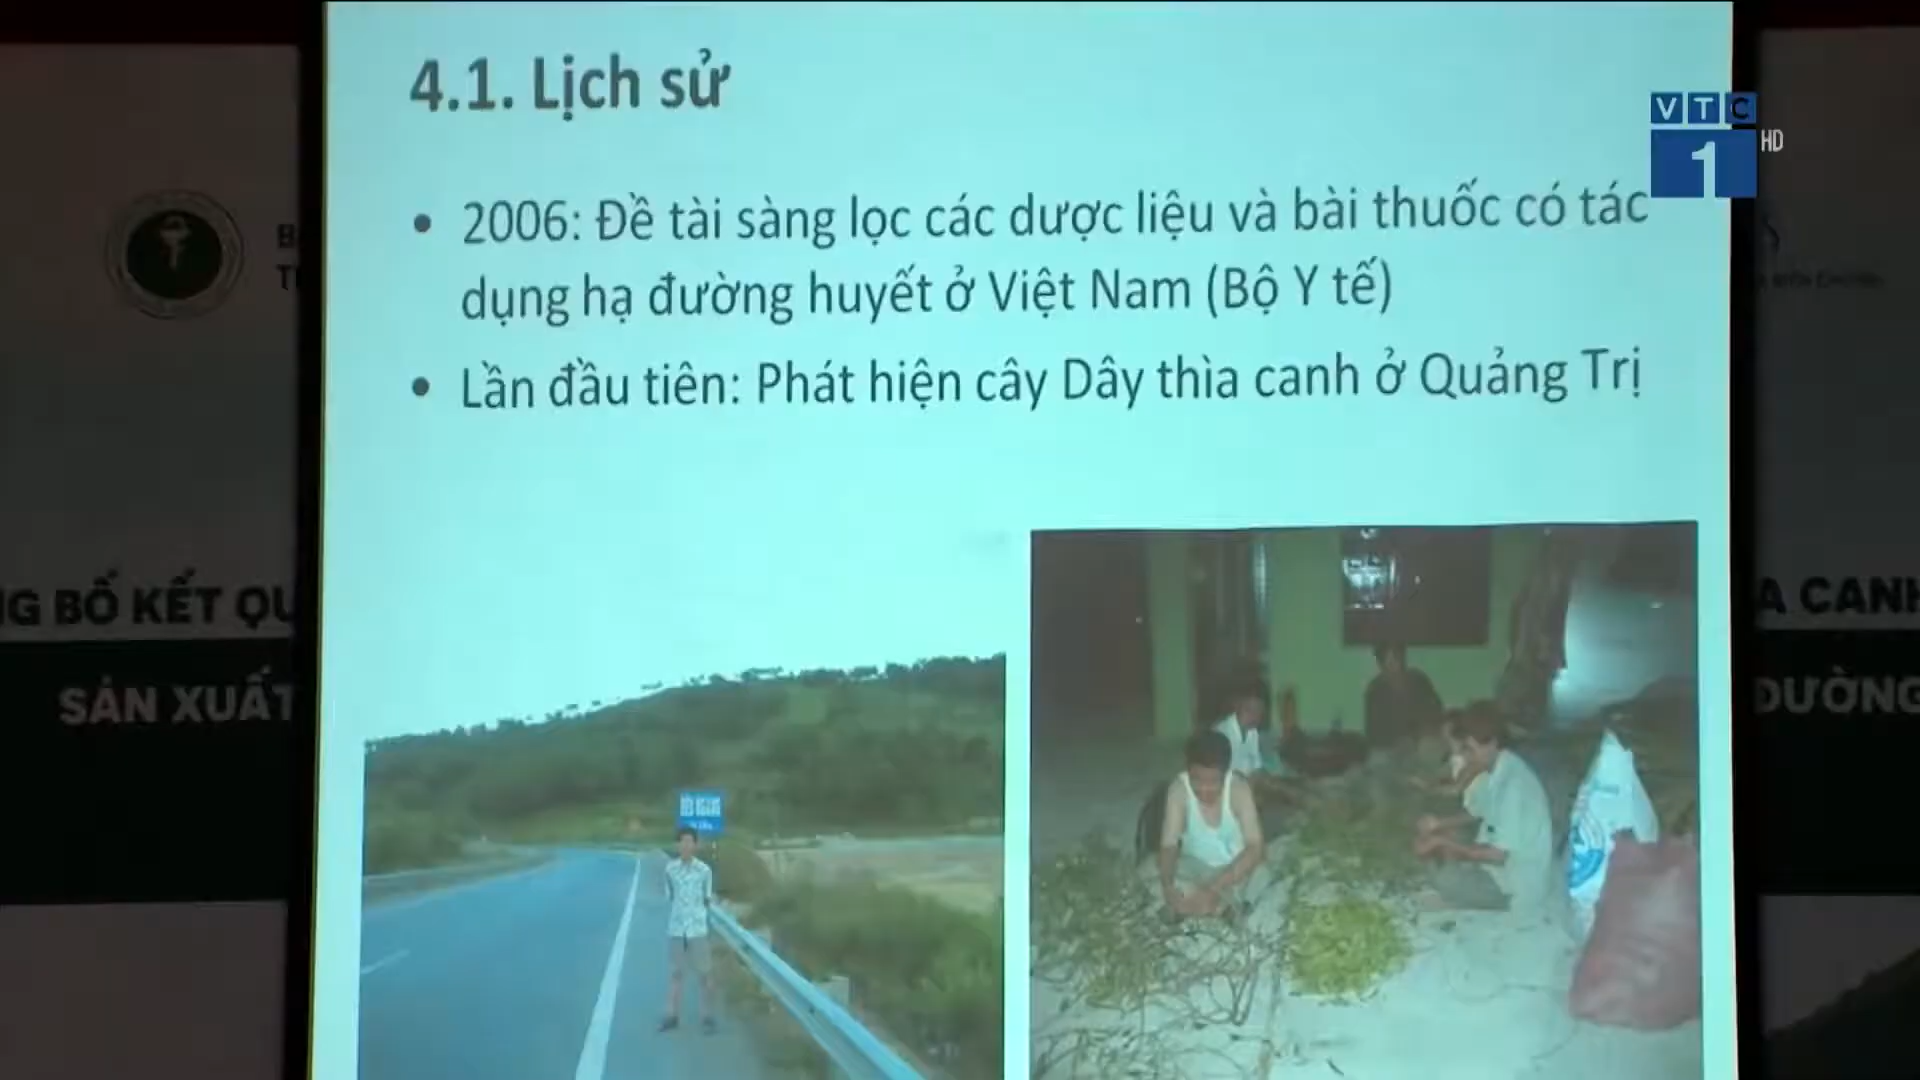 4.1. Lịch sử
VTC
1
HD
• 2006: Đề tài sàng lọc các dược liệu và bài thuốc có tác
dụng hạ đường huyết ở Việt Nam (Bộ Y tế)
• Lần đầu tiên: Phát hiện cây Dây thìa canh ở Quảng Trị
NG BỐ KẾT QU
A CANH
SẢN XUẤT
ĐƯỜNG